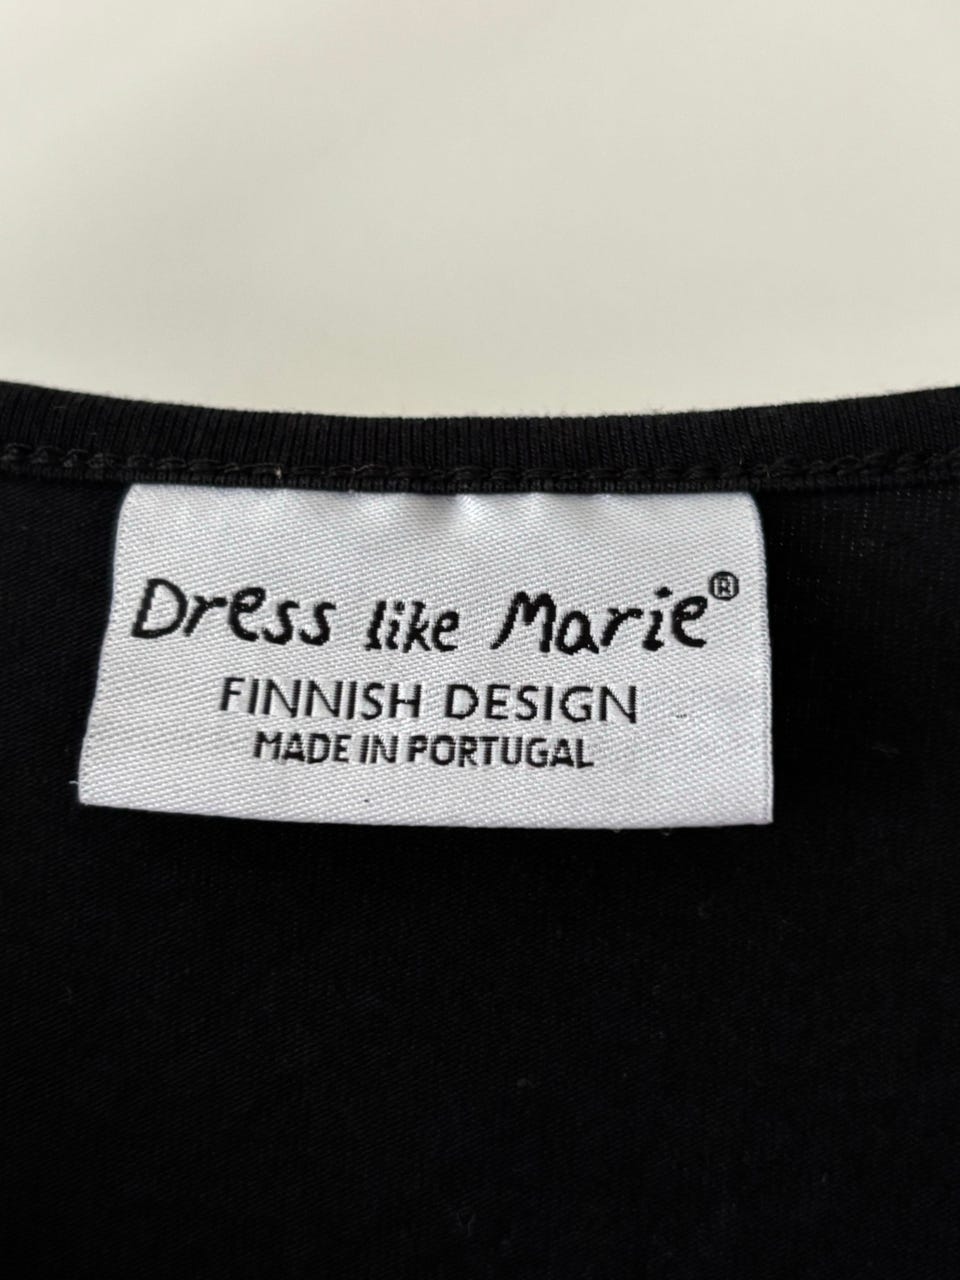 Dress like Marie®
FINNISH DESIGN
MADE IN PORTUGAL